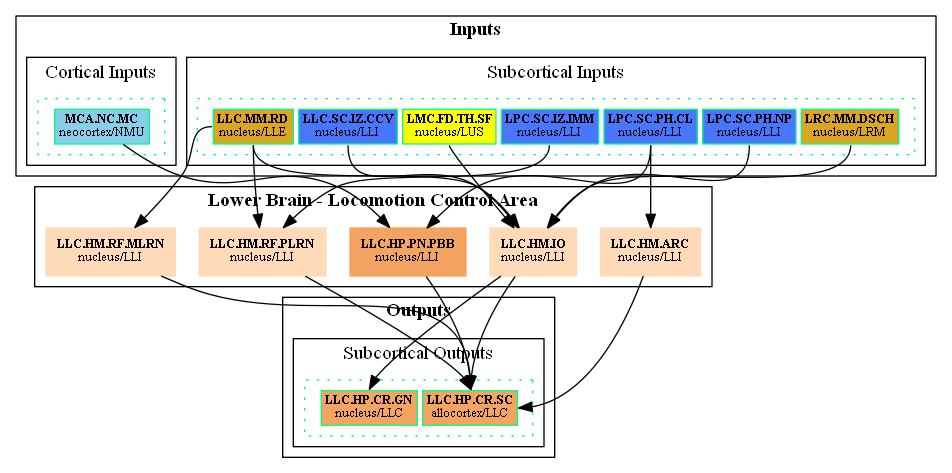 Inputs
Cortical Inputs
Subcortical Inputs
MCA.NC.MC
neocortex/NMU
LLC.MM.RD
nucleus/LLE
LLC.SC.IZ.CCV
nucleus/LLI
LMC.FD.TH.SF
nucleus/LUS
LPC.SC.IZ.IMM
nucleus/LLI
LPC.SC.PH.CL
nucleus/LLI
LPC.SC.PH.NP
nucleus/LLI
LRC.MM.DSCH
nucleus/LRM
Lower Brain - Locomotion Control Area
LLC.HM.RF.MLRN
nucleus/LLI
LLC.HM.RF.PLRN
nucleus/LLI
LLC.HP.PN.PBB
nucleus/LLI
LLC.HM.IO
nucleus/LLI
LLC.HM.ARC
nucleus/LLI
Outputs
Subcortical Outputs
LLC.HP.CR.GN
nucleus/LLC
LLC.HP.CR.SC
allocortex/LLC